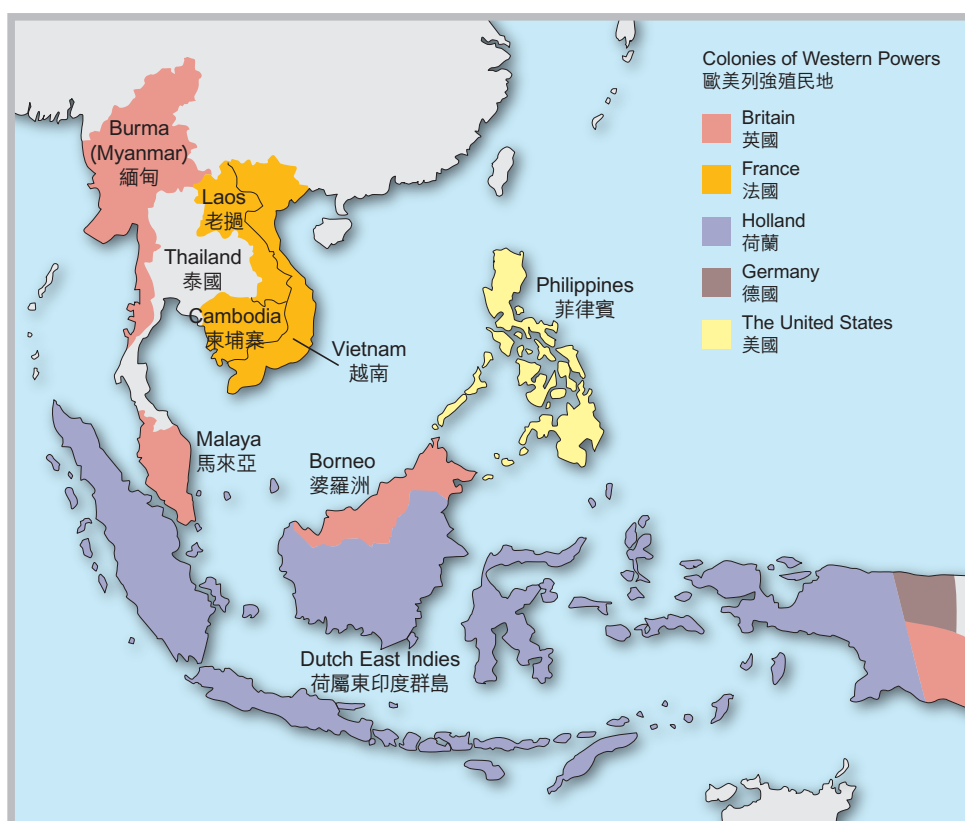 Colonies of Western Powers
歐美列強殖民地
Britain
英國
France
法國
Holland
荷蘭
Germany
德國
The United States
美國
Burma
(Myanmar)
緬甸
Laos
老撾
Thailand
泰國
Cambodia
柬埔寨
Vietnam
越南
Philippines
菲律賓
Malaya
馬來亞
Borneo
婆羅洲
Dutch East Indies
荷屬東印度群島